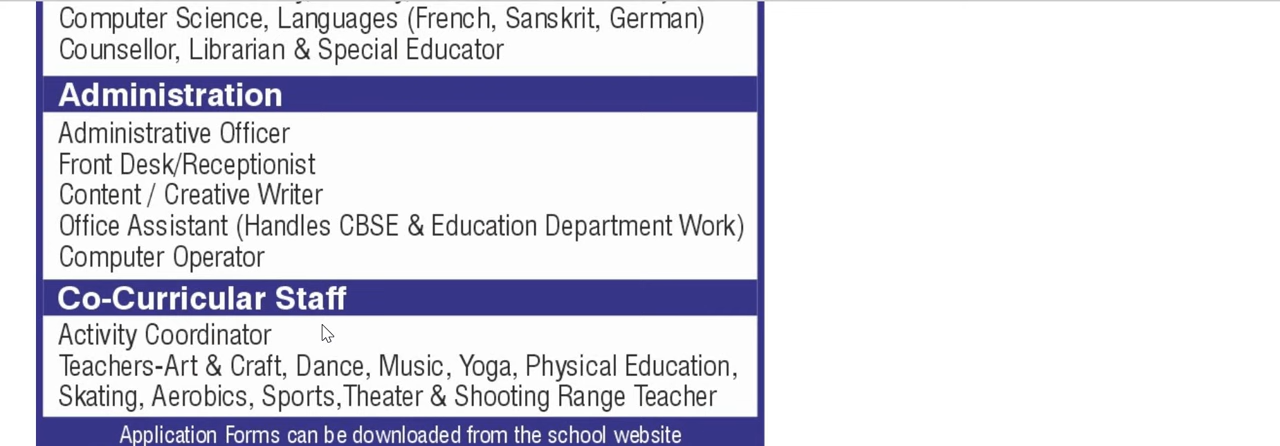 Computer Science, Languages (French, Sanskrit, German)
Counsellor, Librarian & Special Educator
Administration
Administrative Officer
Front Desk/Receptionist
Content / Creative Writer
Office Assistant (Handles CBSE & Education Department Work)
Computer Operator
Co-Curricular Staff
Activity Coordinator
Teachers-Art & Craft, Dance, Music, Yoga, Physical Education,
Skating, Aerobics, Sports,Theater & Shooting Range Teacher
Application Forms can be downloaded from the school website